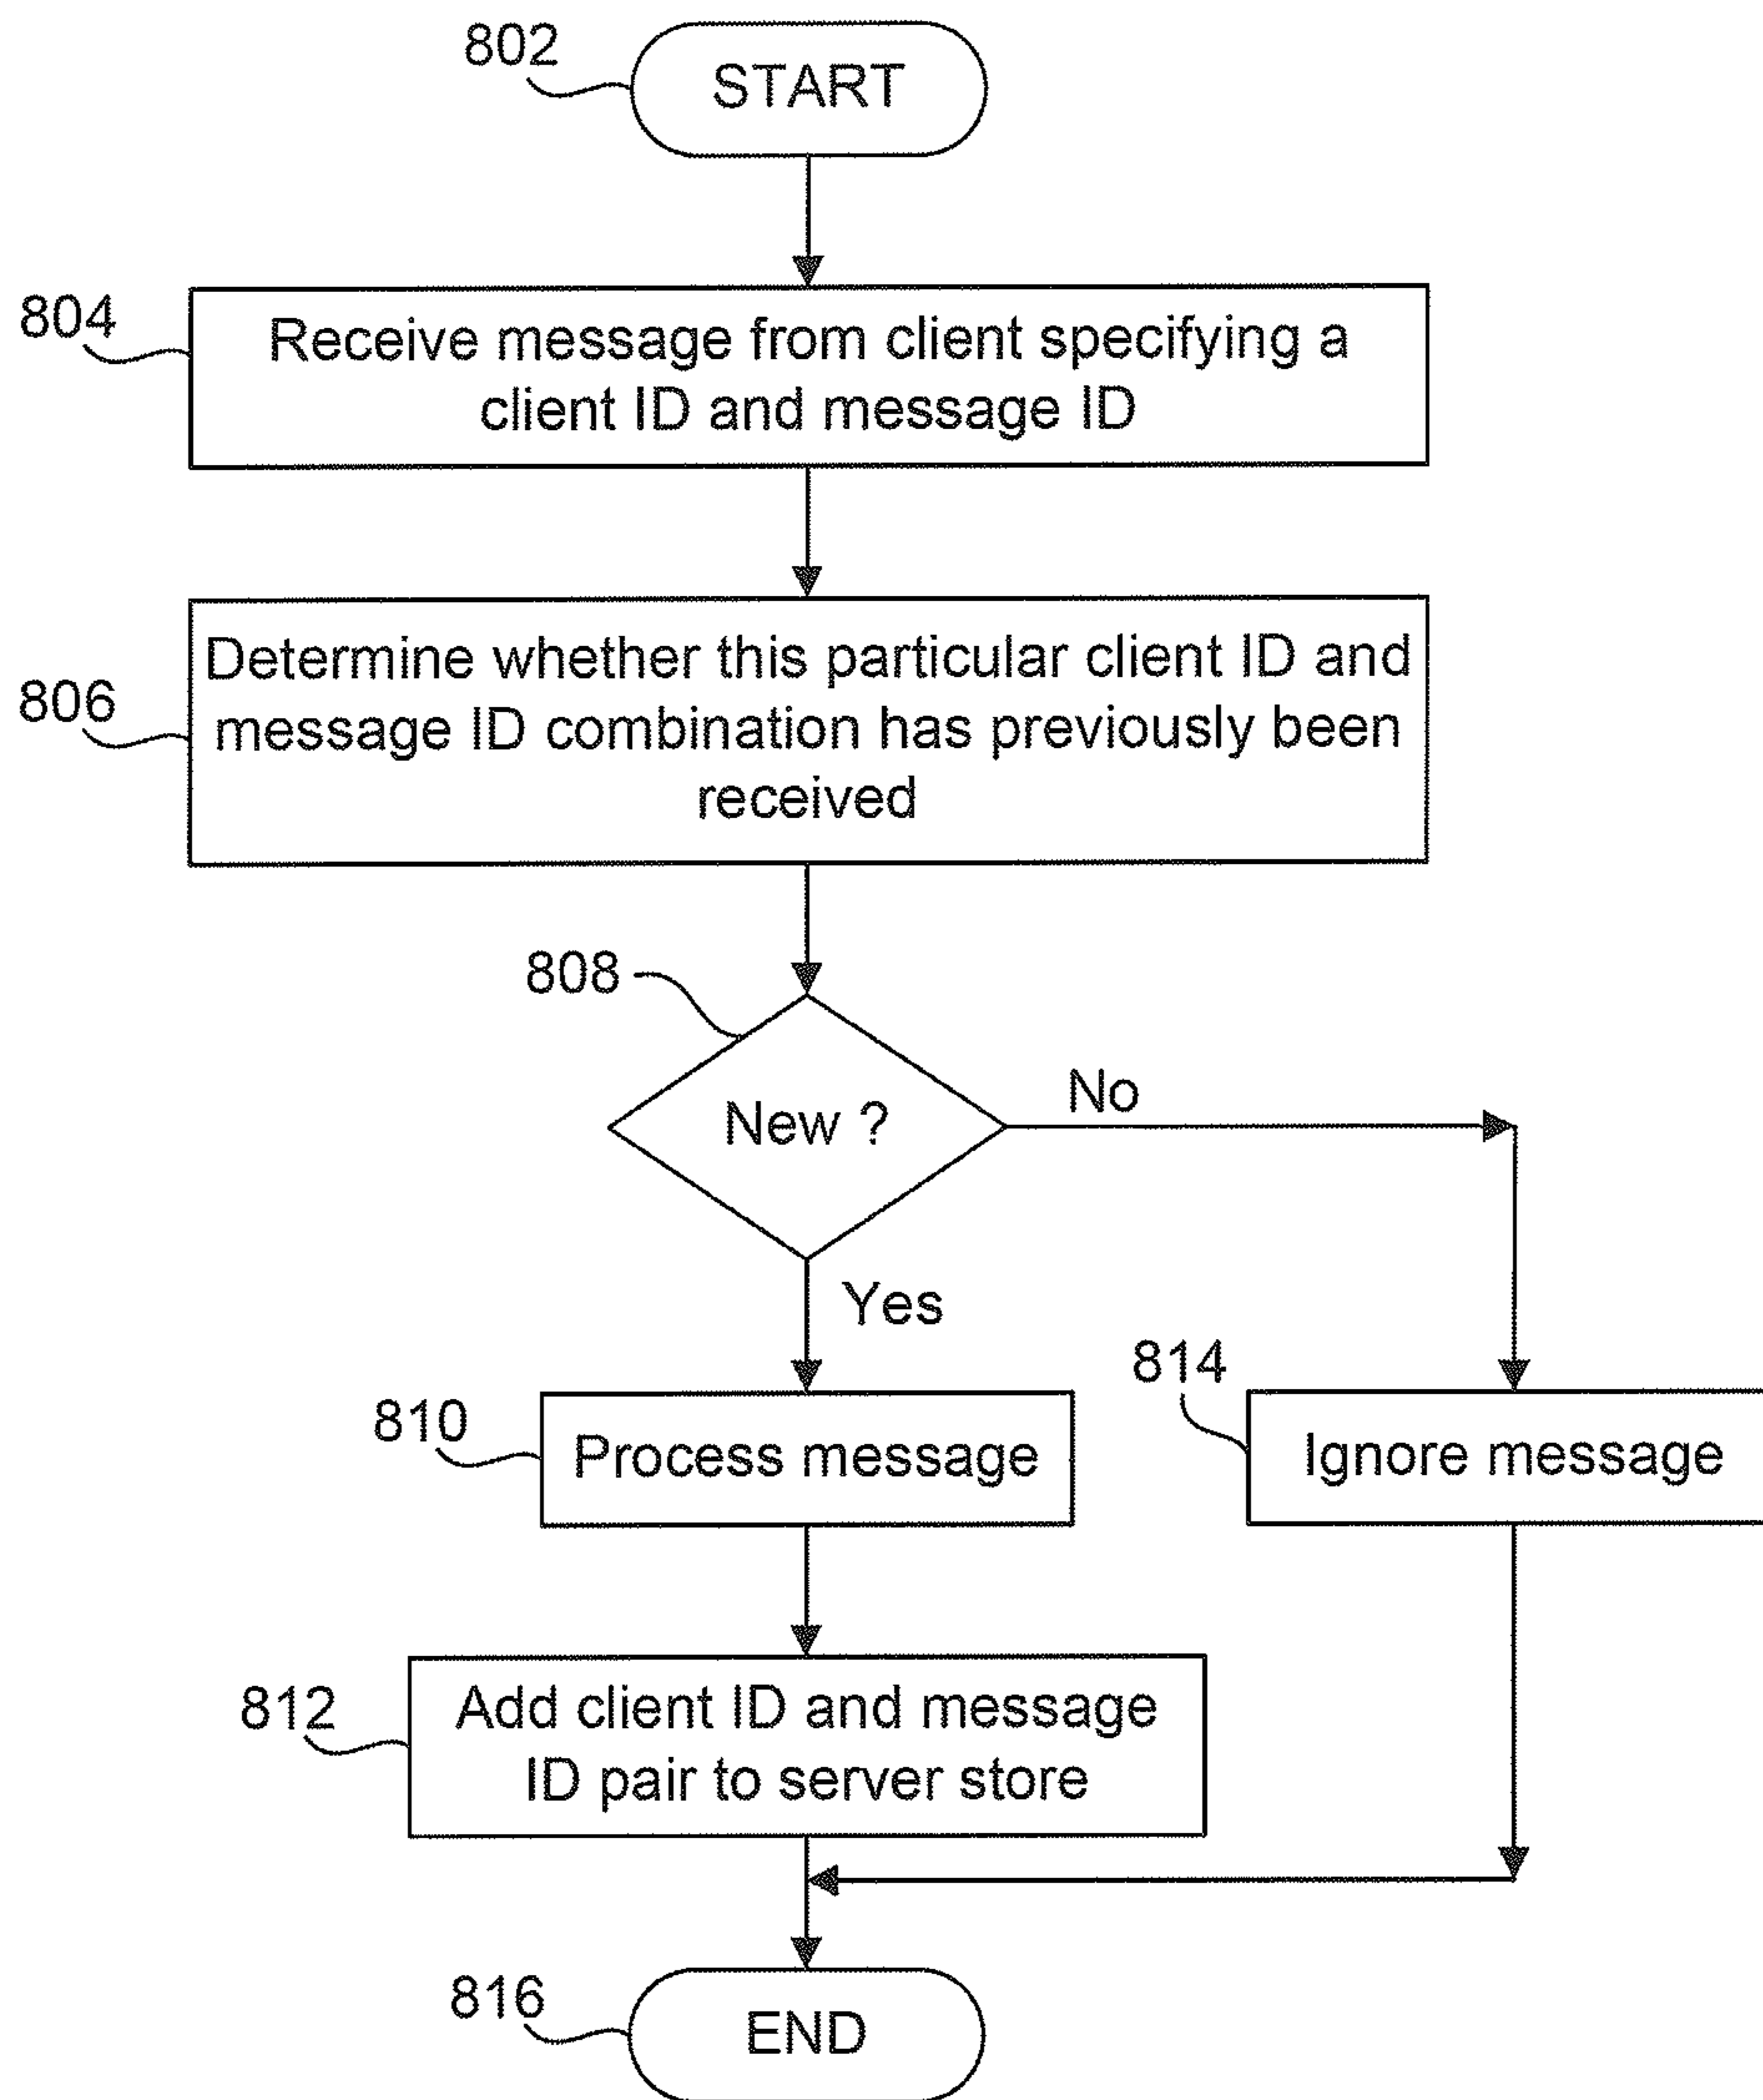 802
START
804
Receive message from client specifying a
client ID and message ID
806
Determine whether this particular client ID and
message ID combination has previously been
received
808
New ?
No
Yes
810
Process message
814
Ignore message
812
Add client ID and message
ID pair to server store
816
END